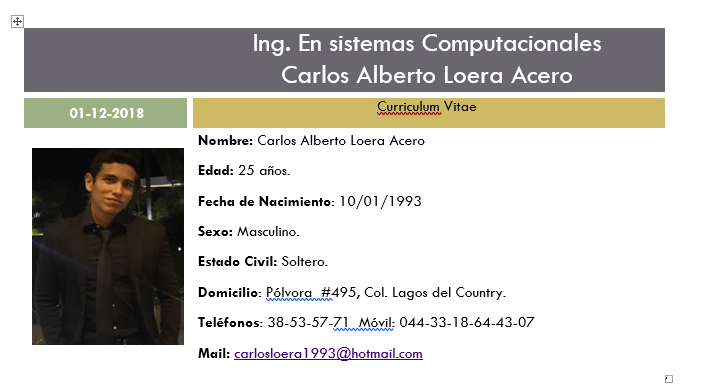 Ing. En sistemas Computacionales
Carlos Alberto Loera Acero
01-12-2018
Curriculum Vitae
Nombre: Carlos Alberto Loera Acero
Edad: 25 años.
Fecha de Nacimiento: 10/01/1993
Sexo: Masculino.
Estado Civil: Soltero.
Domicilio: Pólvora #495, Col. Lagos del Country.
Teléfonos: 38-53-57-71 Móvil: 044-33-18-64-43-07
Mail: carlosloera1993@hotmail.com